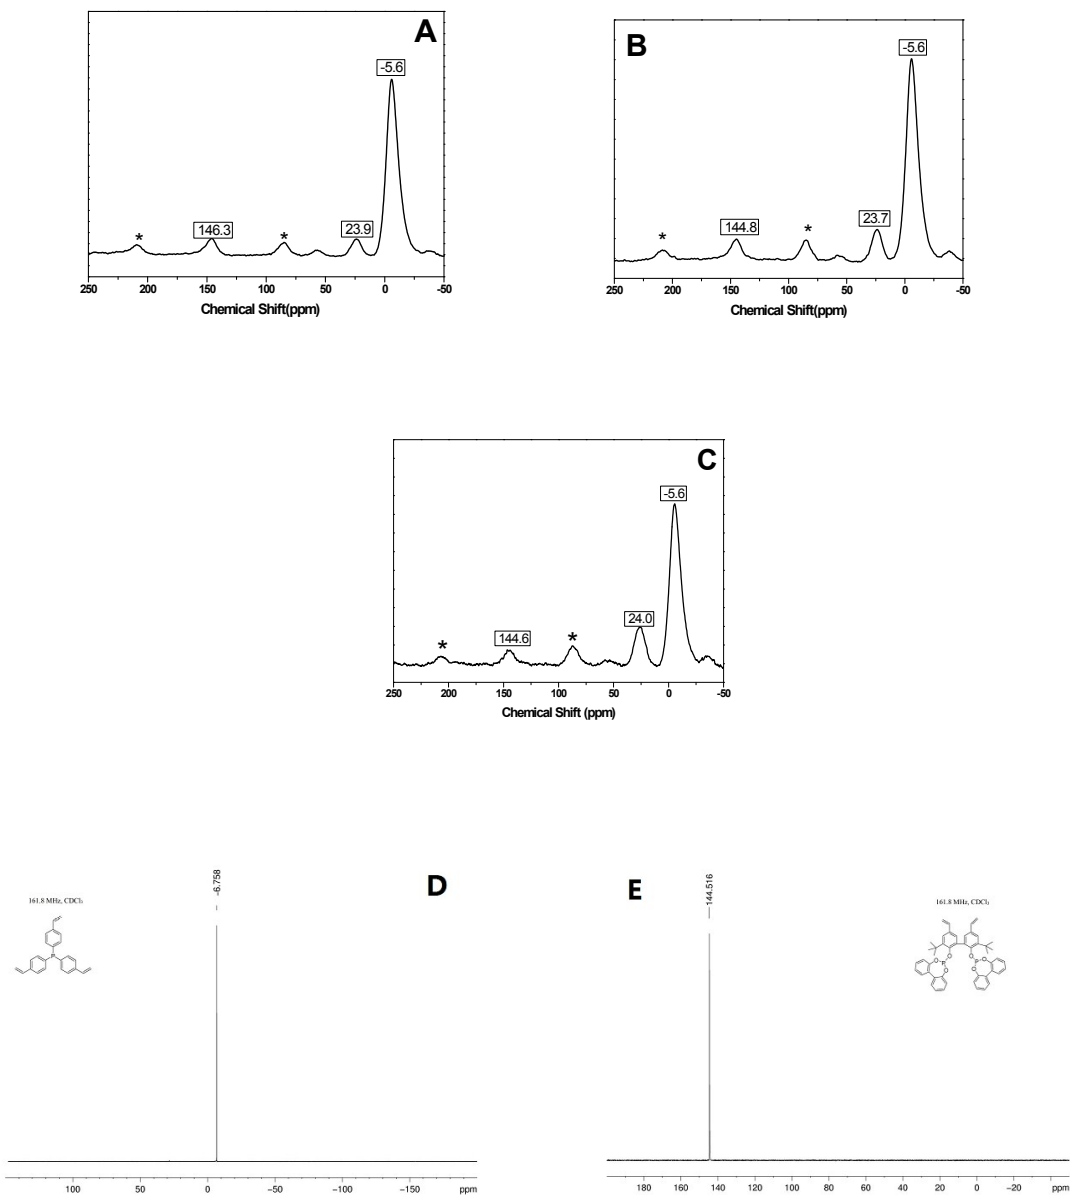 A
-5.6
*
146.3
*
23.9
250 200 150 100 50 0 -50
Chemical Shift(ppm)
B
-5.6
*
144.8
*
23.7
250 200 150 100 50 0 -50
Chemical Shift(ppm)
C
-5.6
*
144.6
*
24.0
250 200 150 100 50 0 -50
Chemical Shift (ppm)
D
-6.758
161.8 MHz, CDCl₃
P
100 50 0 −50 −100 −150 ppm
E
144.516
161.8 MHz, CDCl₃
O O
O P P O
O O
180 160 140 120 100 80 60 40 20 0 −20 40 ppm